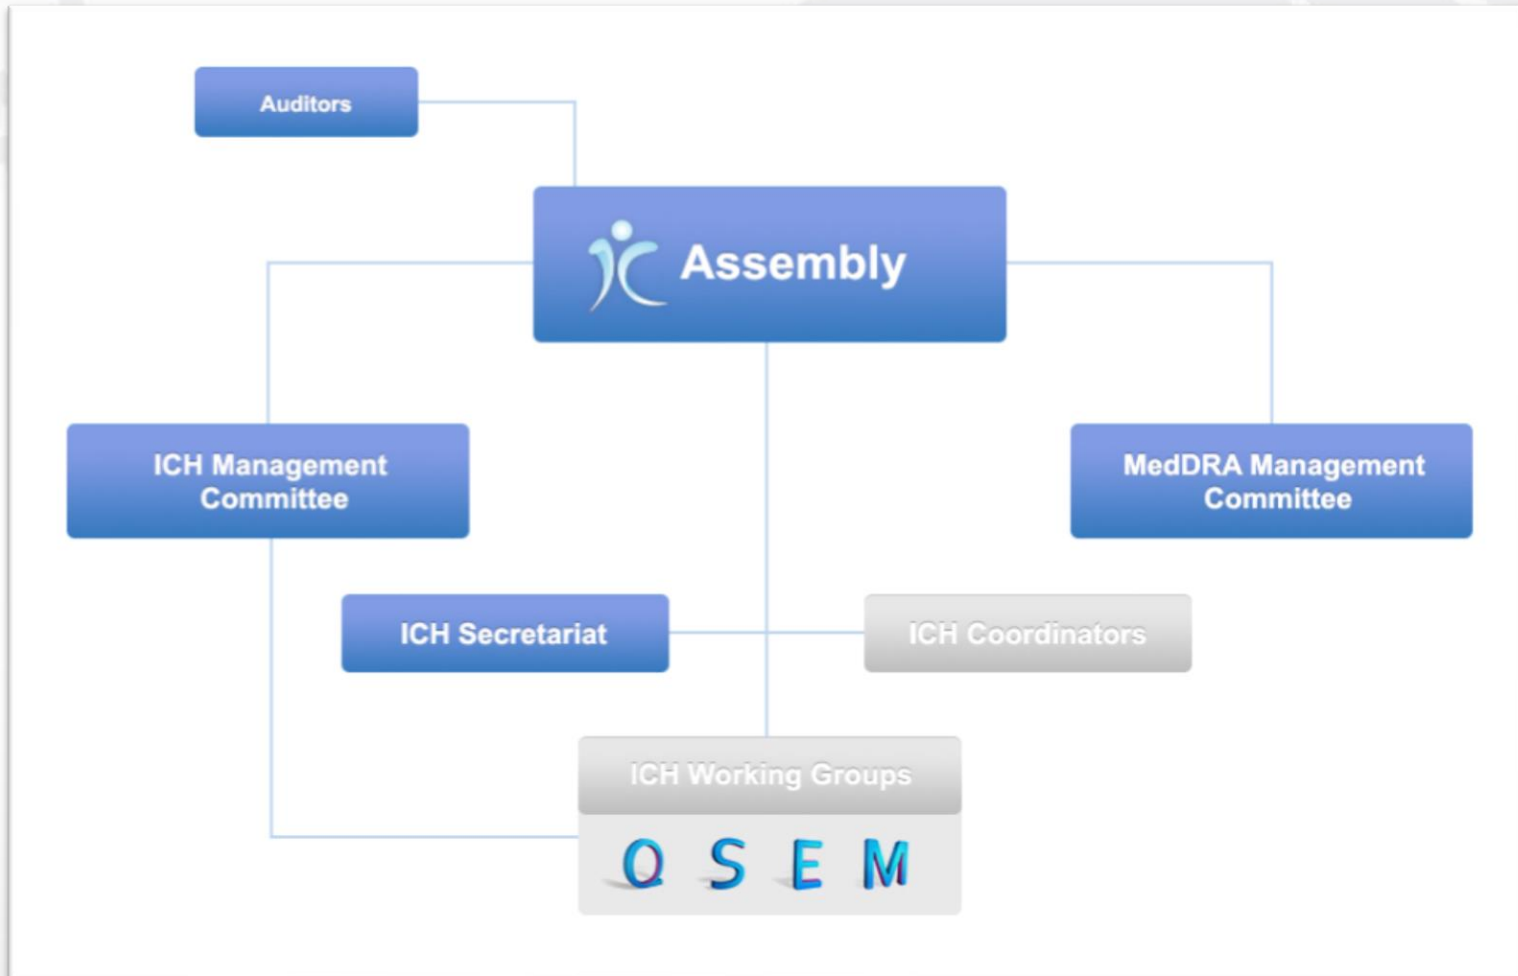 Auditors
Assembly
ICH Management
Committee
MedDRA Management
Committee
ICH Secretariat
ICH Coordinators
ICH Working Groups
Q S E M